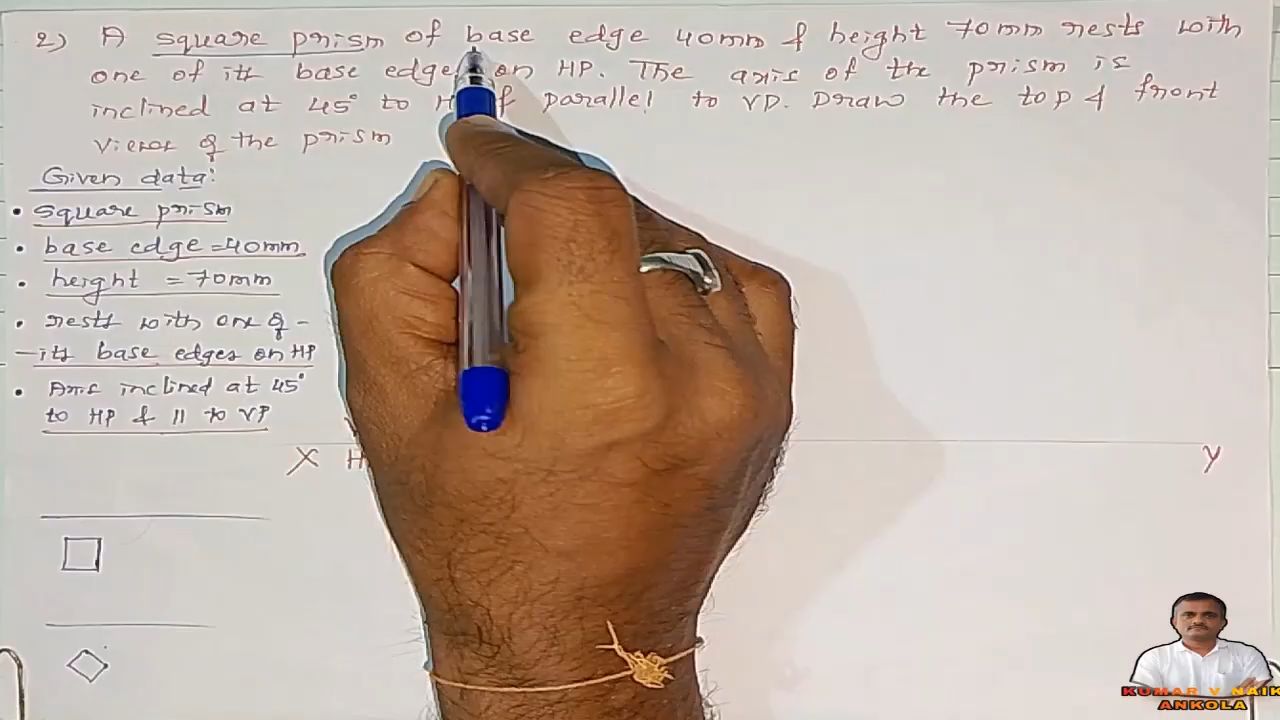 2) A square prism of base edge 40mm & height 70mm rests with
one of its base edges on HP. The axis of the prism is
inclined at 45° to H & parallel to VP. Draw the top & front
views of the prism
Given data:
• square prism
• base edge = 40mm
• height = 70mm
• rests with one of -
- its base edges on HP
• Axis inclined at 45°
to HP & || to VP
X H Y
KUMAR V NAIK
ANKOLA